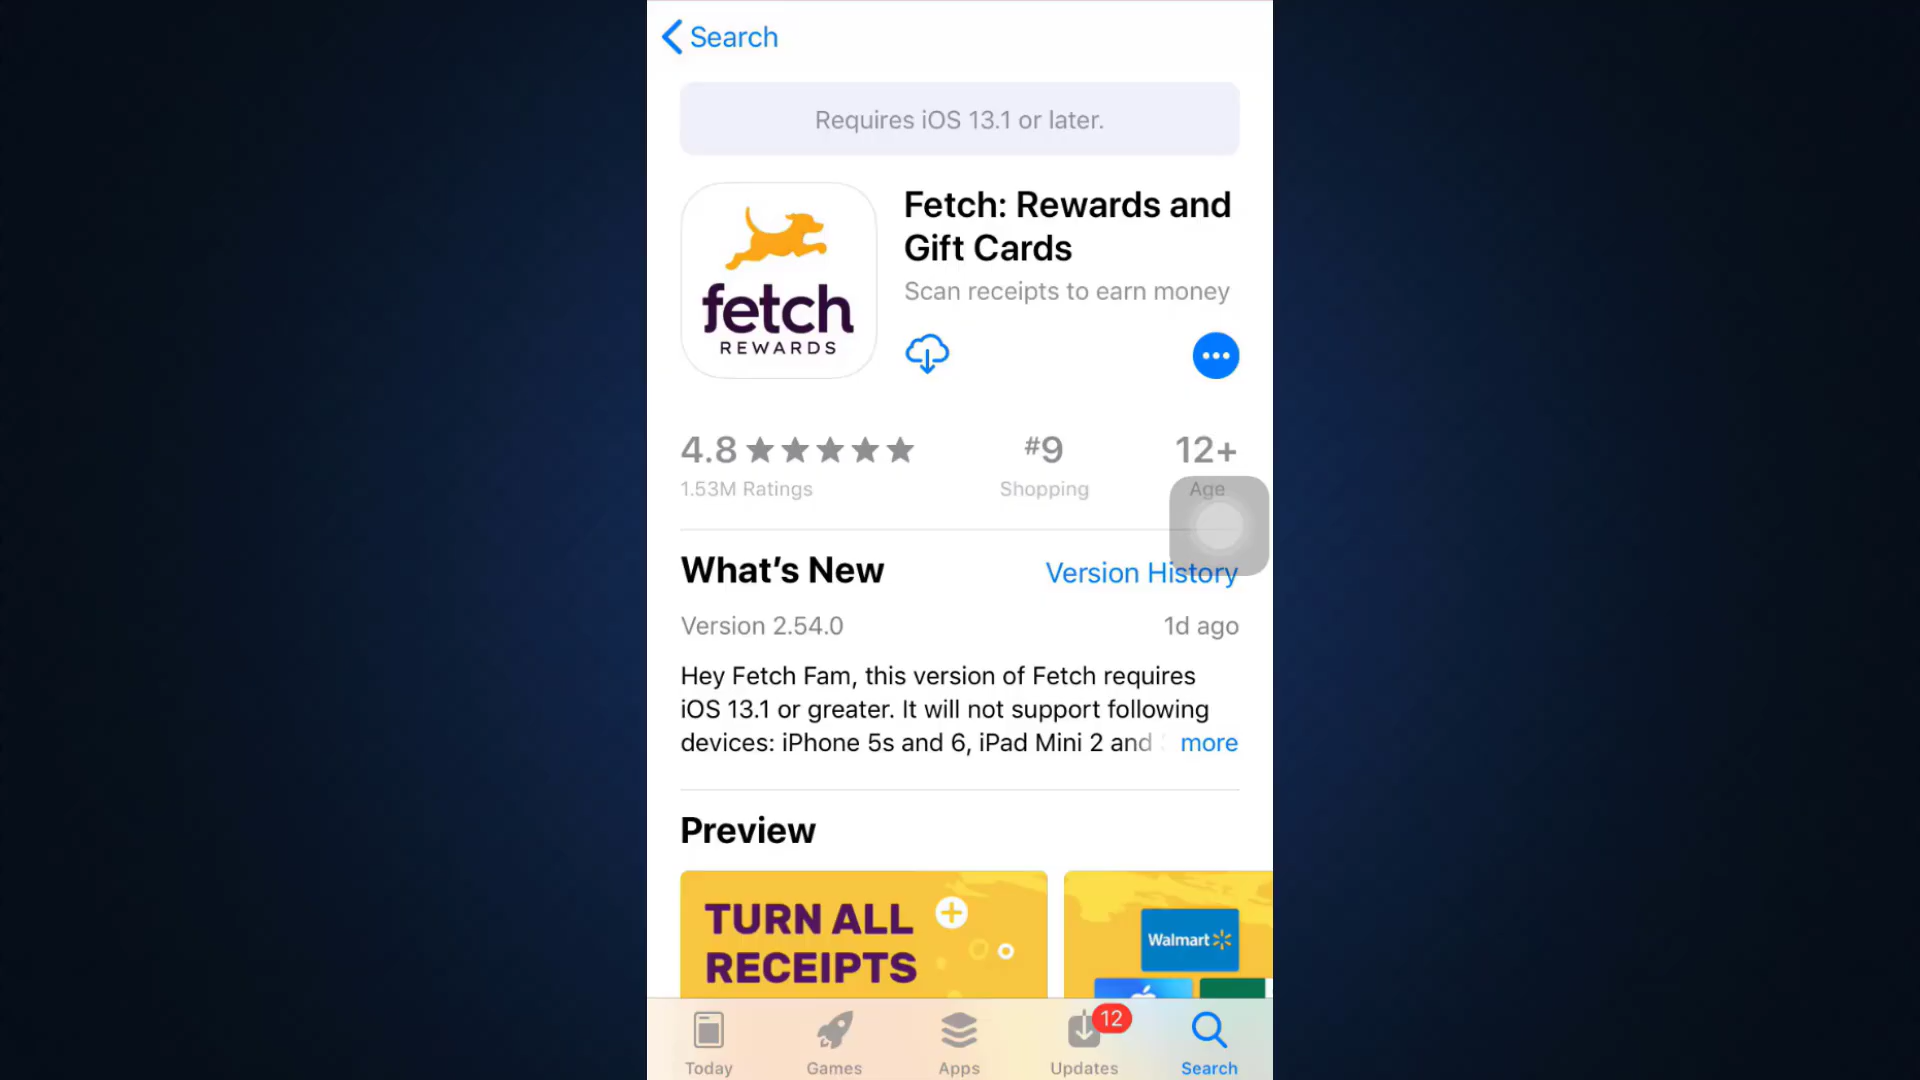 Search
Requires iOS 13.1 or later.
fetch
REWARDS
Fetch: Rewards and
Gift Cards
Scan receipts to earn money
4.8
#9
12+
1.53M Ratings
Shopping
Age
What's New
Version History
Version 2.54.0
1d ago
Hey Fetch Fam, this version of Fetch requires
iOS 13.1 or greater. It will not support following
devices: iPhone 5s and 6, iPad Mini 2 and
more
Preview
TURN ALL
RECEIPTS
Walmart
12
Today
Games
Apps
Updates
Search